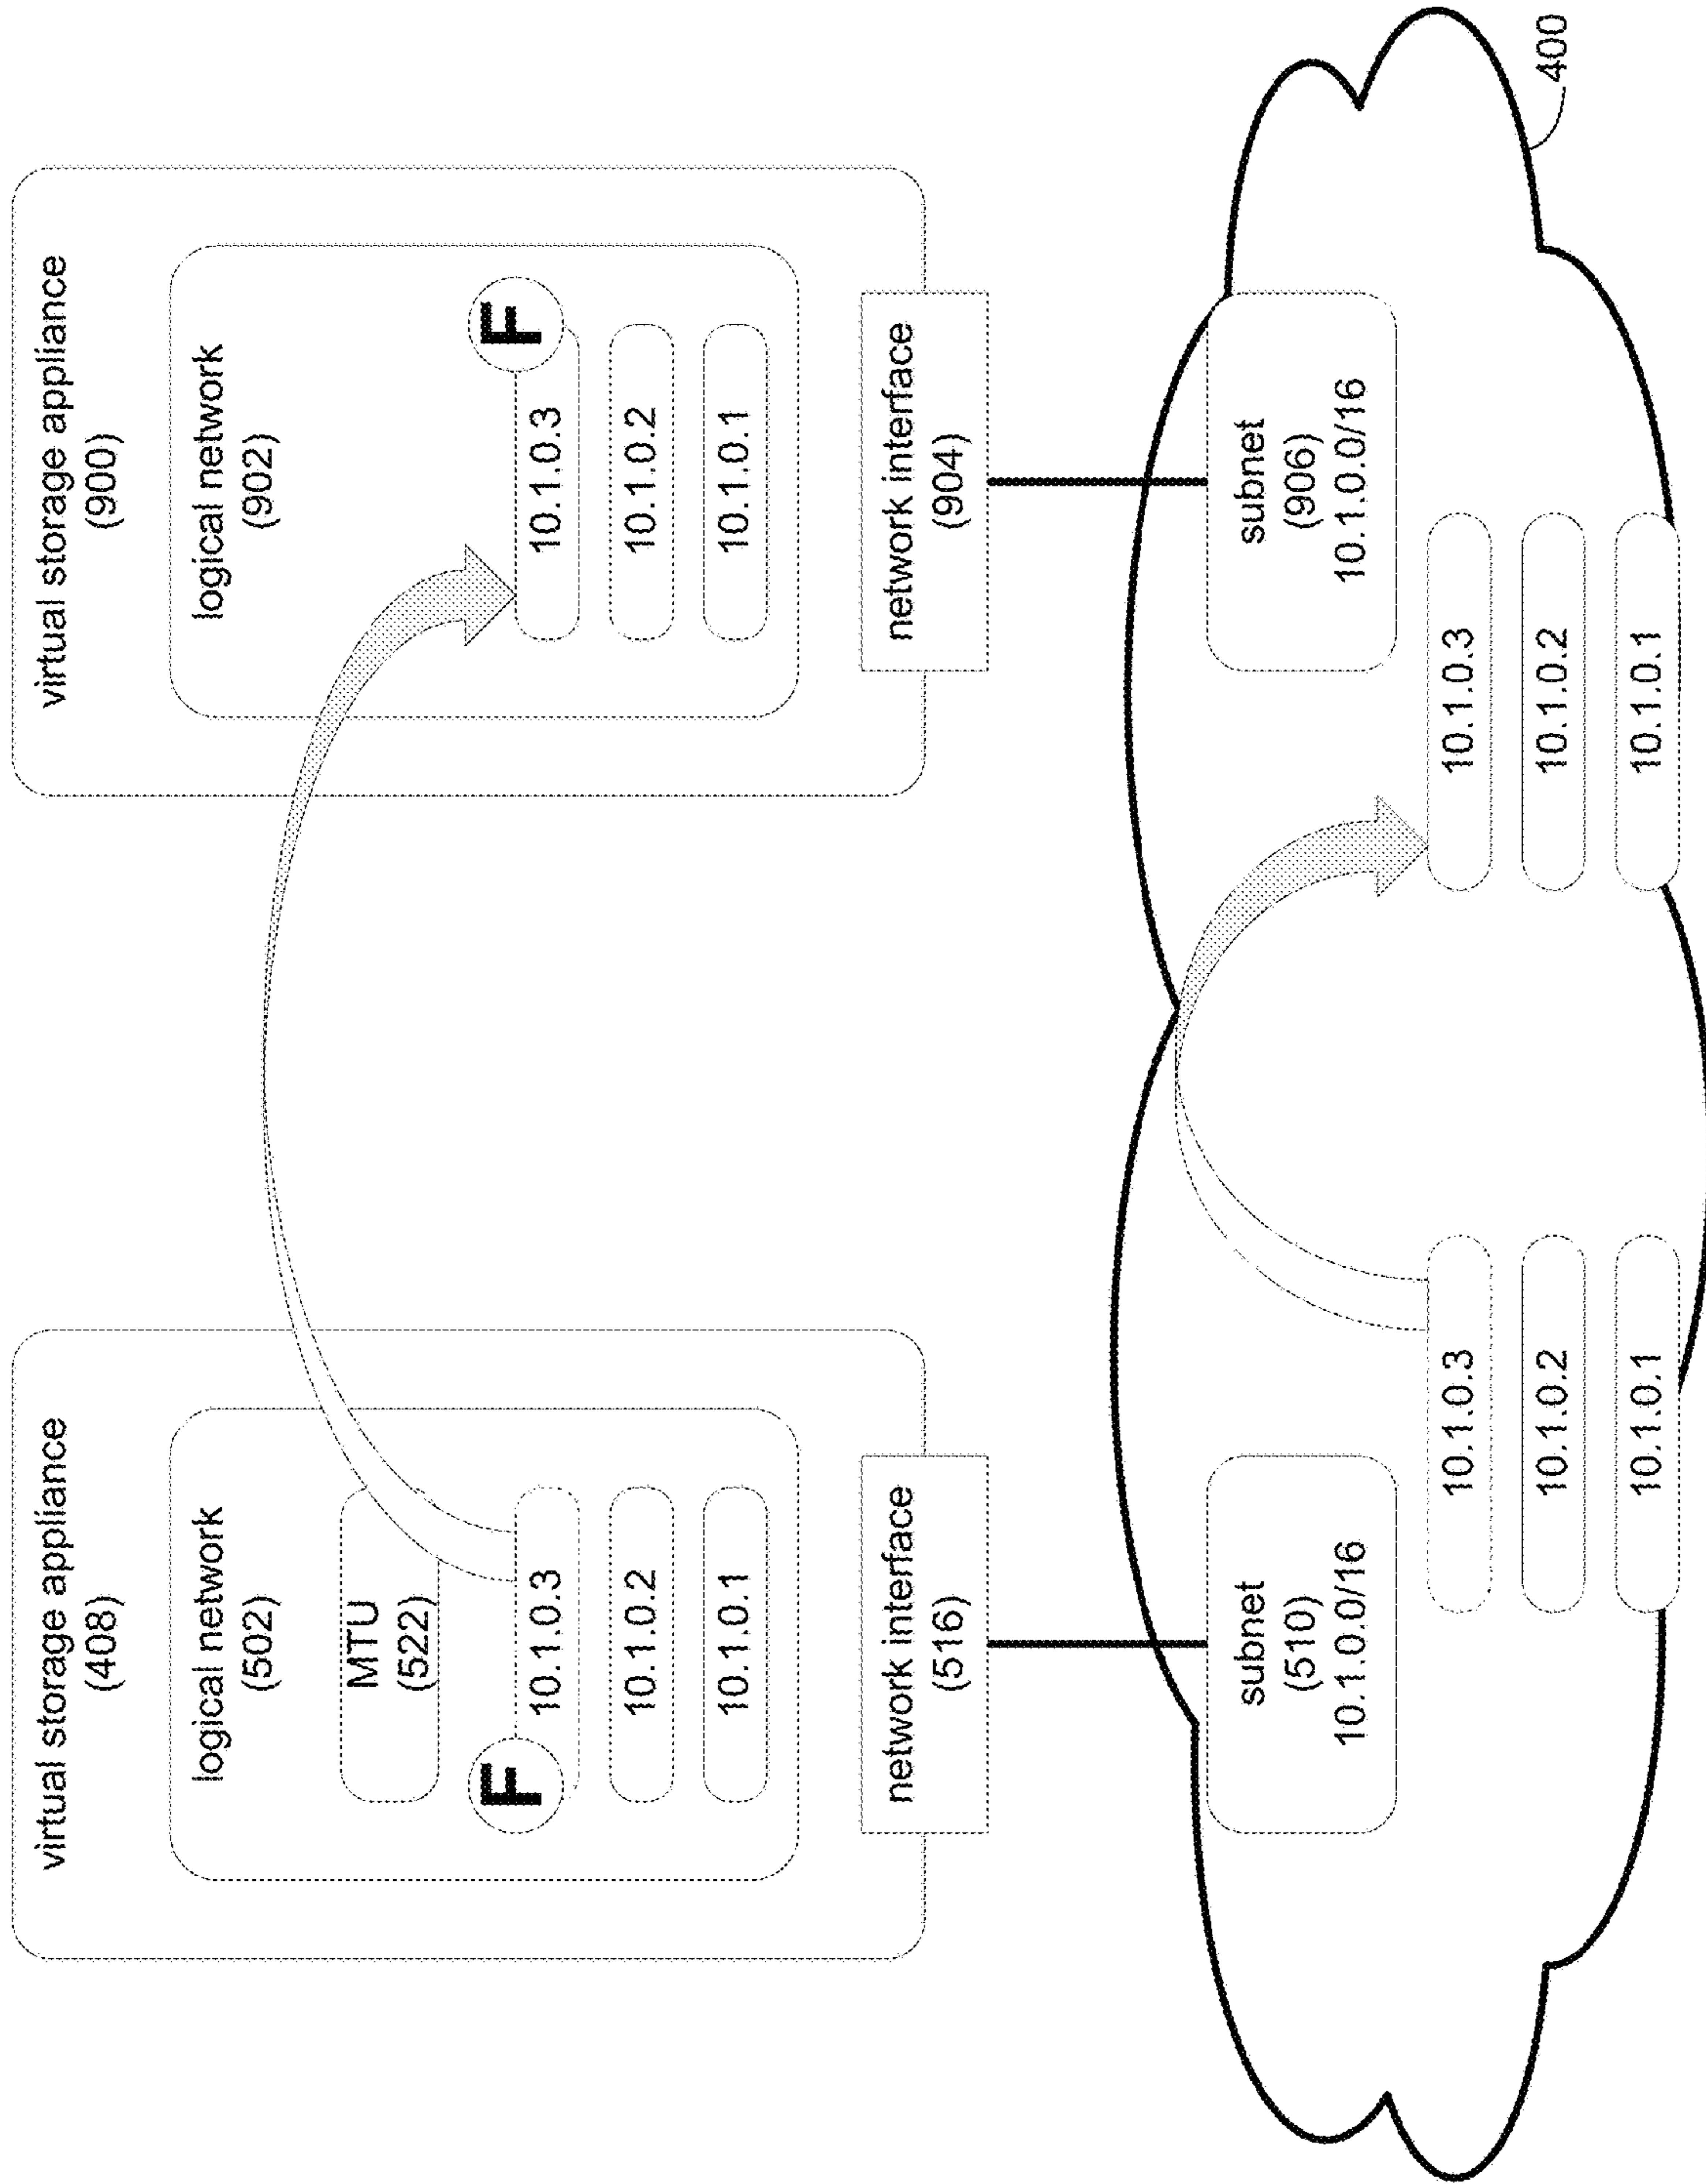 virtual storage appliance
(408)
logical network
(502)
MTU
(522)
F
10.1.0.3
10.1.0.2
10.1.0.1
network interface
(516)
subnet
(510)
10.1.0.0/16
10.1.0.3
10.1.0.2
10.1.0.1
virtual storage appliance
(900)
logical network
(902)
F
10.1.0.3
10.1.0.2
10.1.0.1
network interface
(904)
subnet
(906)
10.1.0.0/16
10.1.0.3
10.1.0.2
10.1.0.1
400